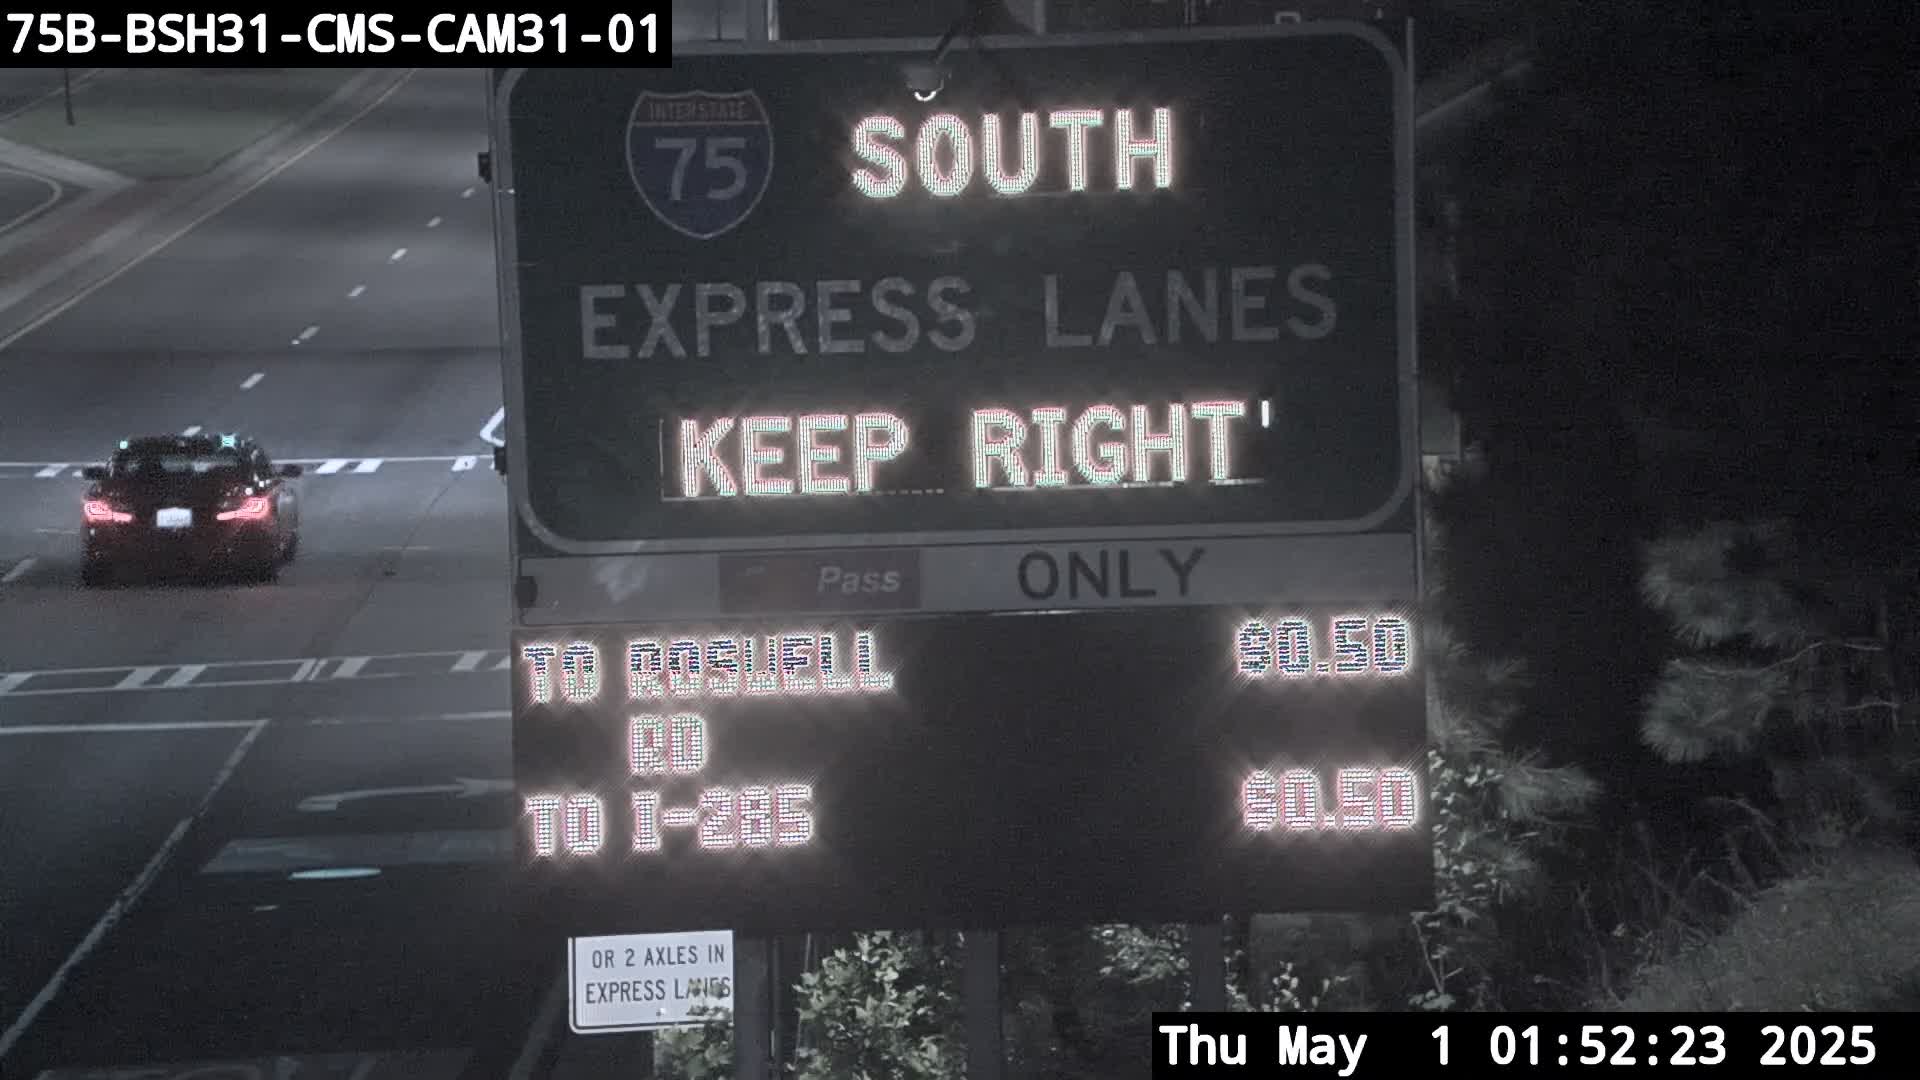 75B-BSH31-CMS-CAM31-01
INTERSTATE
75
SOUTH
EXPRESS LANES
KEEP RIGHT
Pass ONLY
TO ROSWELL $0.50
RD
TO I-285 $0.50
OR 2 AXLES IN
EXPRESS LANES
Thu May 1 01:52:23 2025